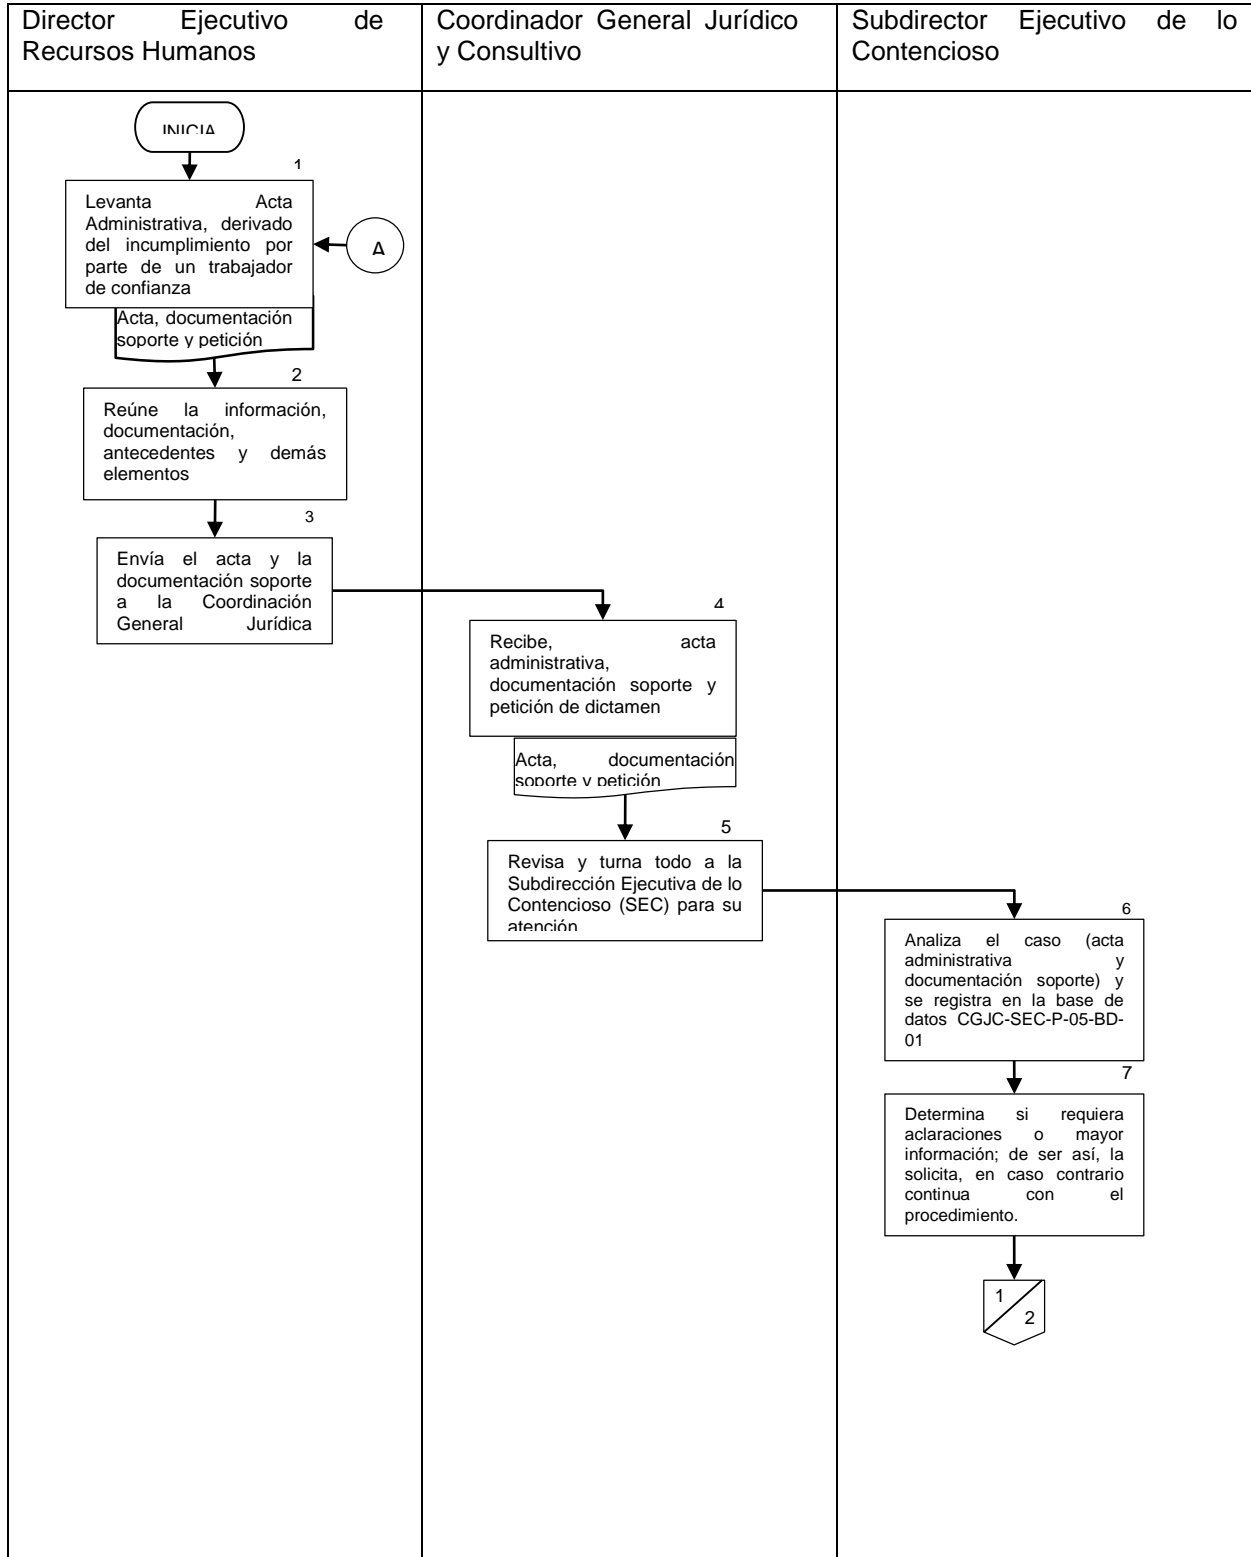 Director Ejecutivo de
Recursos Humanos
Coordinador General Jurídico
y Consultivo
Subdirector Ejecutivo de lo
Contencioso
INICIA
1
Levanta Acta
Administrativa, derivado
del incumplimiento por
parte de un trabajador
de confianza
A
Acta, documentación
soporte y petición
2
Reúne la información,
documentación,
antecedentes y demás
elementos
3
Envía el acta y la
documentación soporte
a la Coordinación
General Jurídica
4
Recibe, acta
administrativa,
documentación soporte y
petición de dictamen
Acta, documentación
soporte y petición
5
Revisa y turna todo a la
Subdirección Ejecutiva de lo
Contencioso (SEC) para su
atención
6
Analiza el caso (acta
administrativa y
documentación soporte) y
se registra en la base de
datos CGJC-SEC-P-05-BD-
01
7
Determina si requiera
aclaraciones o mayor
información; de ser así, la
solicita, en caso contrario
continua con el
procedimiento.
1
2